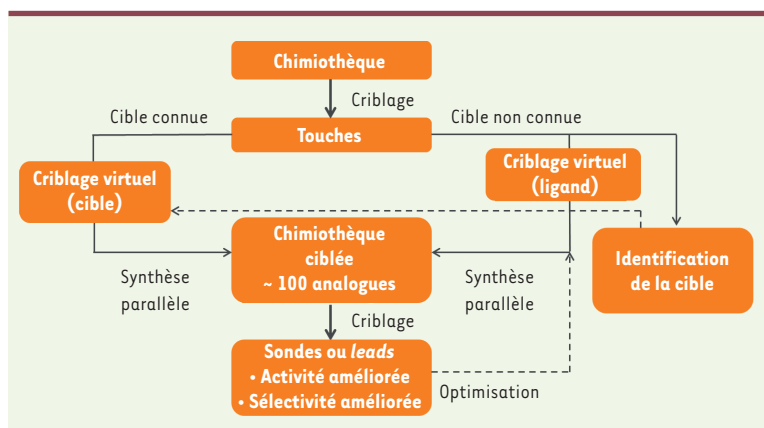 Chimiothèque
Criblage
Cible connue
Cible non connue
Touches
Criblage virtuel
(cible)
Criblage virtuel
(ligand)
Chimiothèque
ciblée
~ 100 analogues
Identification
de la cible
Synthèse
parallèle
Synthèse
parallèle
Criblage
Sondes ou leads
• Activité améliorée
• Sélectivité améliorée
Optimisation